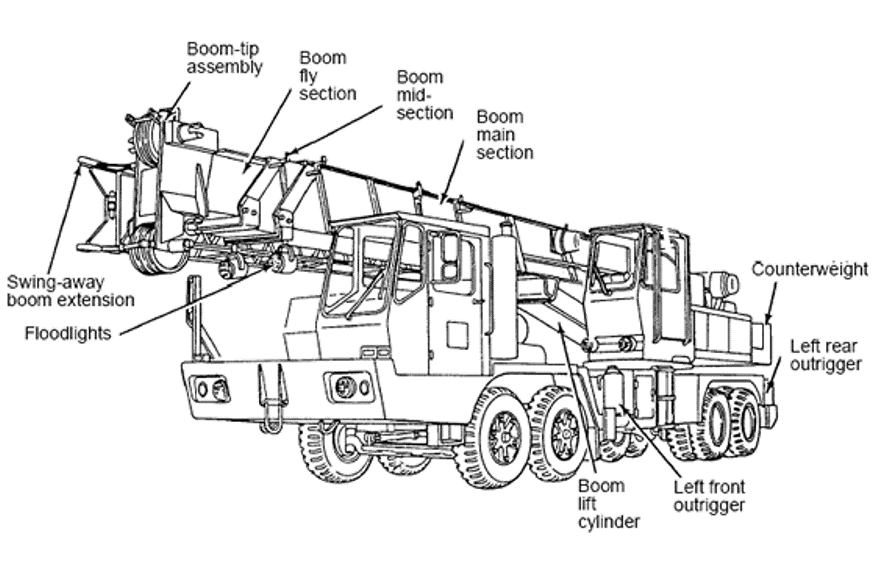 Boom-tip
assembly
Boom
fly
section
Boom
mid-
section
Boom
main
section
Swing-away
boom extension
Floodlights
Counterweight
Left rear
outrigger
Boom
lift
cylinder
Left front
outrigger